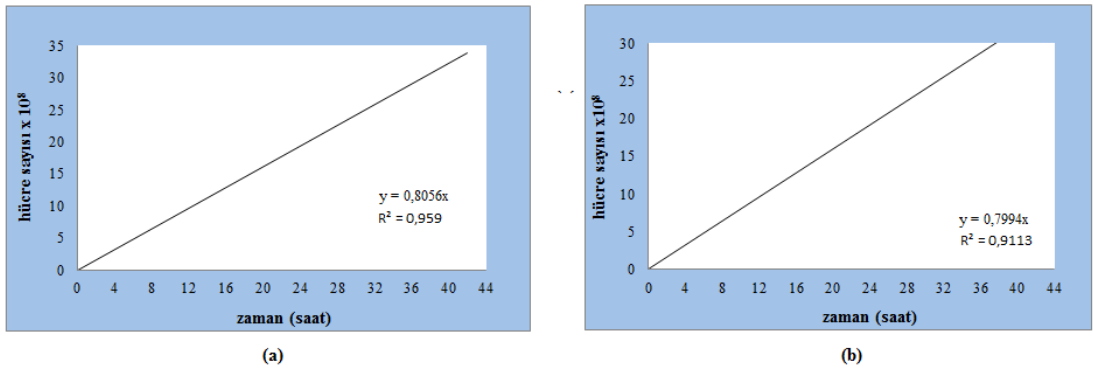 hücre sayısı x 10⁸
35
30
25
20
15
10
5
0
y = 0,8056x
R² = 0,959
0 4 8 12 16 20 24 28 32 36 40 44
zaman (saat)
(a)
hücre sayısı x10⁸
30
25
20
15
10
5
0
y = 0,7994x
R² = 0,9113
0 4 8 12 16 20 24 28 32 36 40 44
zaman (saat)
(b)